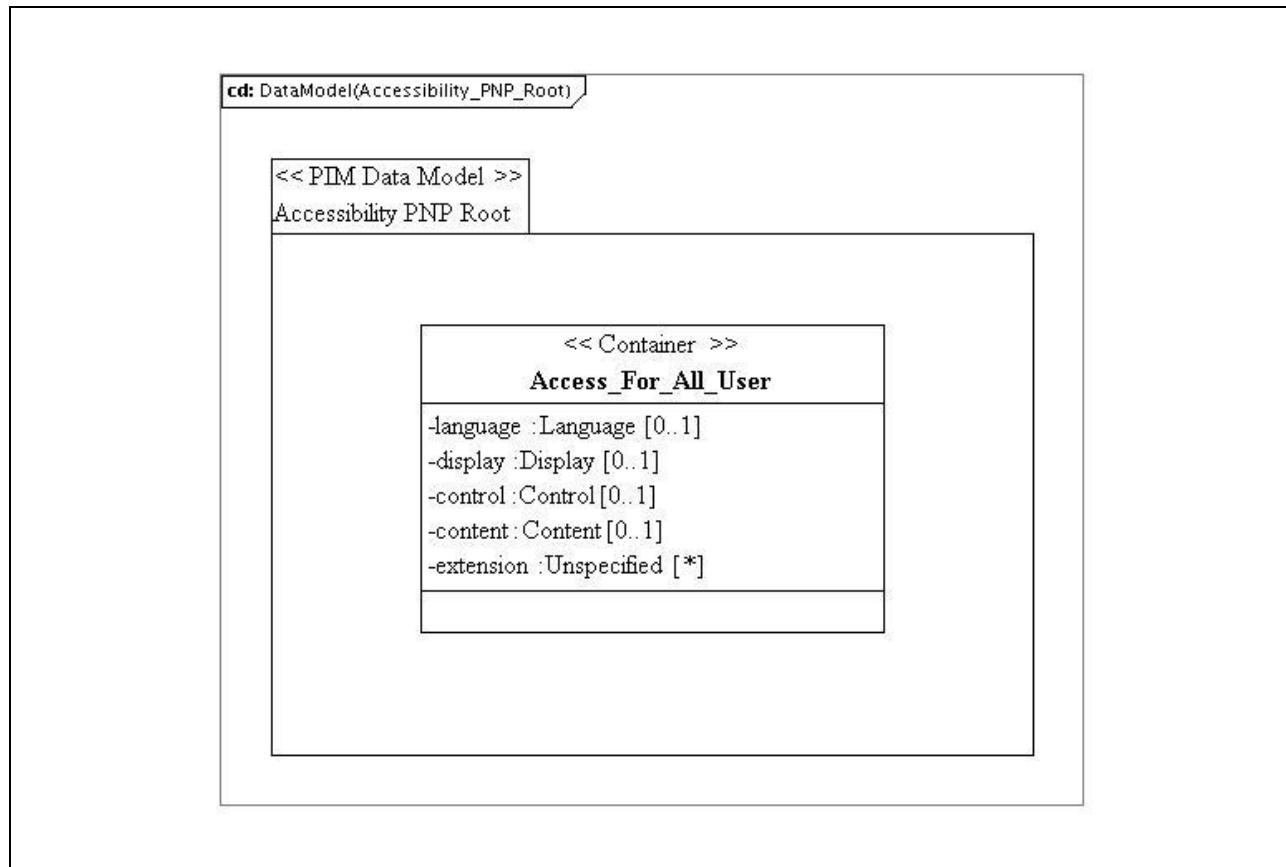 cd: DataModel(Accessibility_PNP_Root)
<< PIM Data Model >>
Accessibility PNP Root
<< Container >>
Access_For_All_User
-language :Language [0..1]
-display :Display [0..1]
-control :Control [0..1]
-content : Content [0..1]
-extension :Unspecified [*]